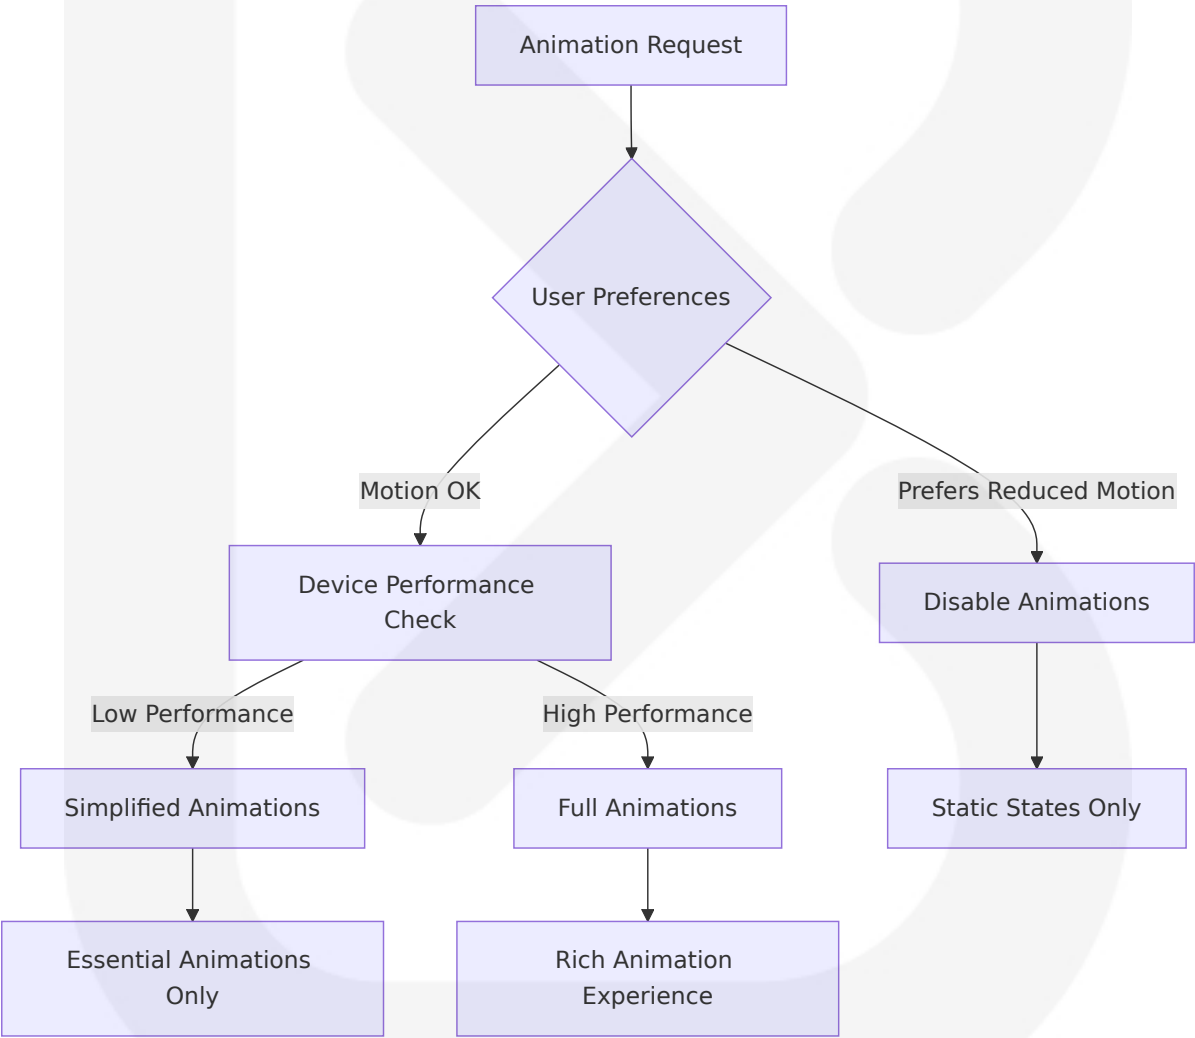 Animation Request
User Preferences
Motion OK
Prefers Reduced Motion
Device Performance
Check
Disable Animations
Low Performance
High Performance
Simplified Animations
Full Animations
Static States Only
Essential Animations
Only
Rich Animation
Experience